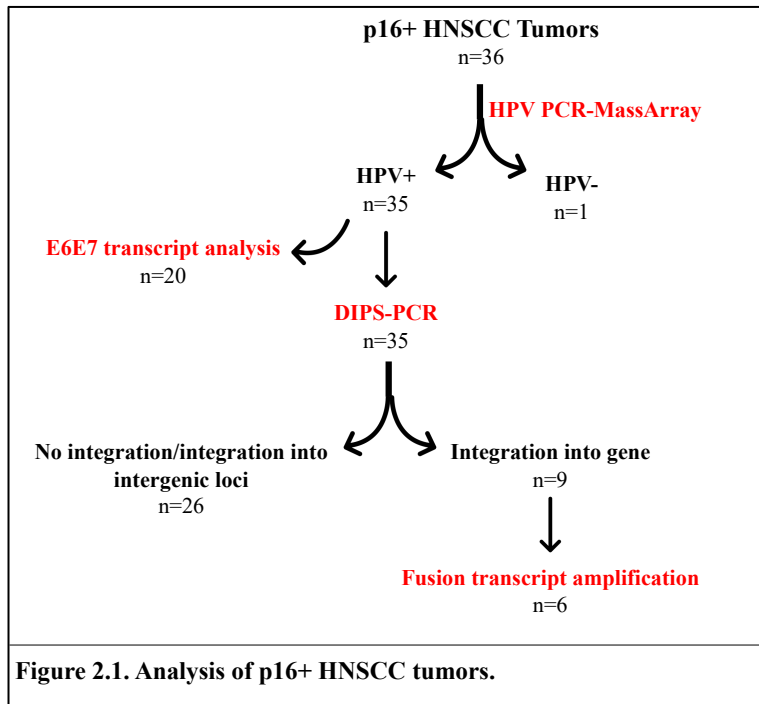 p16+ HNSCC Tumors
n=36
HPV PCR-MassArray
HPV+
n=35
HPV-
n=1
E6E7 transcript analysis
n=20
DIPS-PCR
n=35
No integration/integration into
intergenic loci
n=26
Integration into gene
n=9
Fusion transcript amplification
n=6
Figure 2.1. Analysis of p16+ HNSCC tumors.